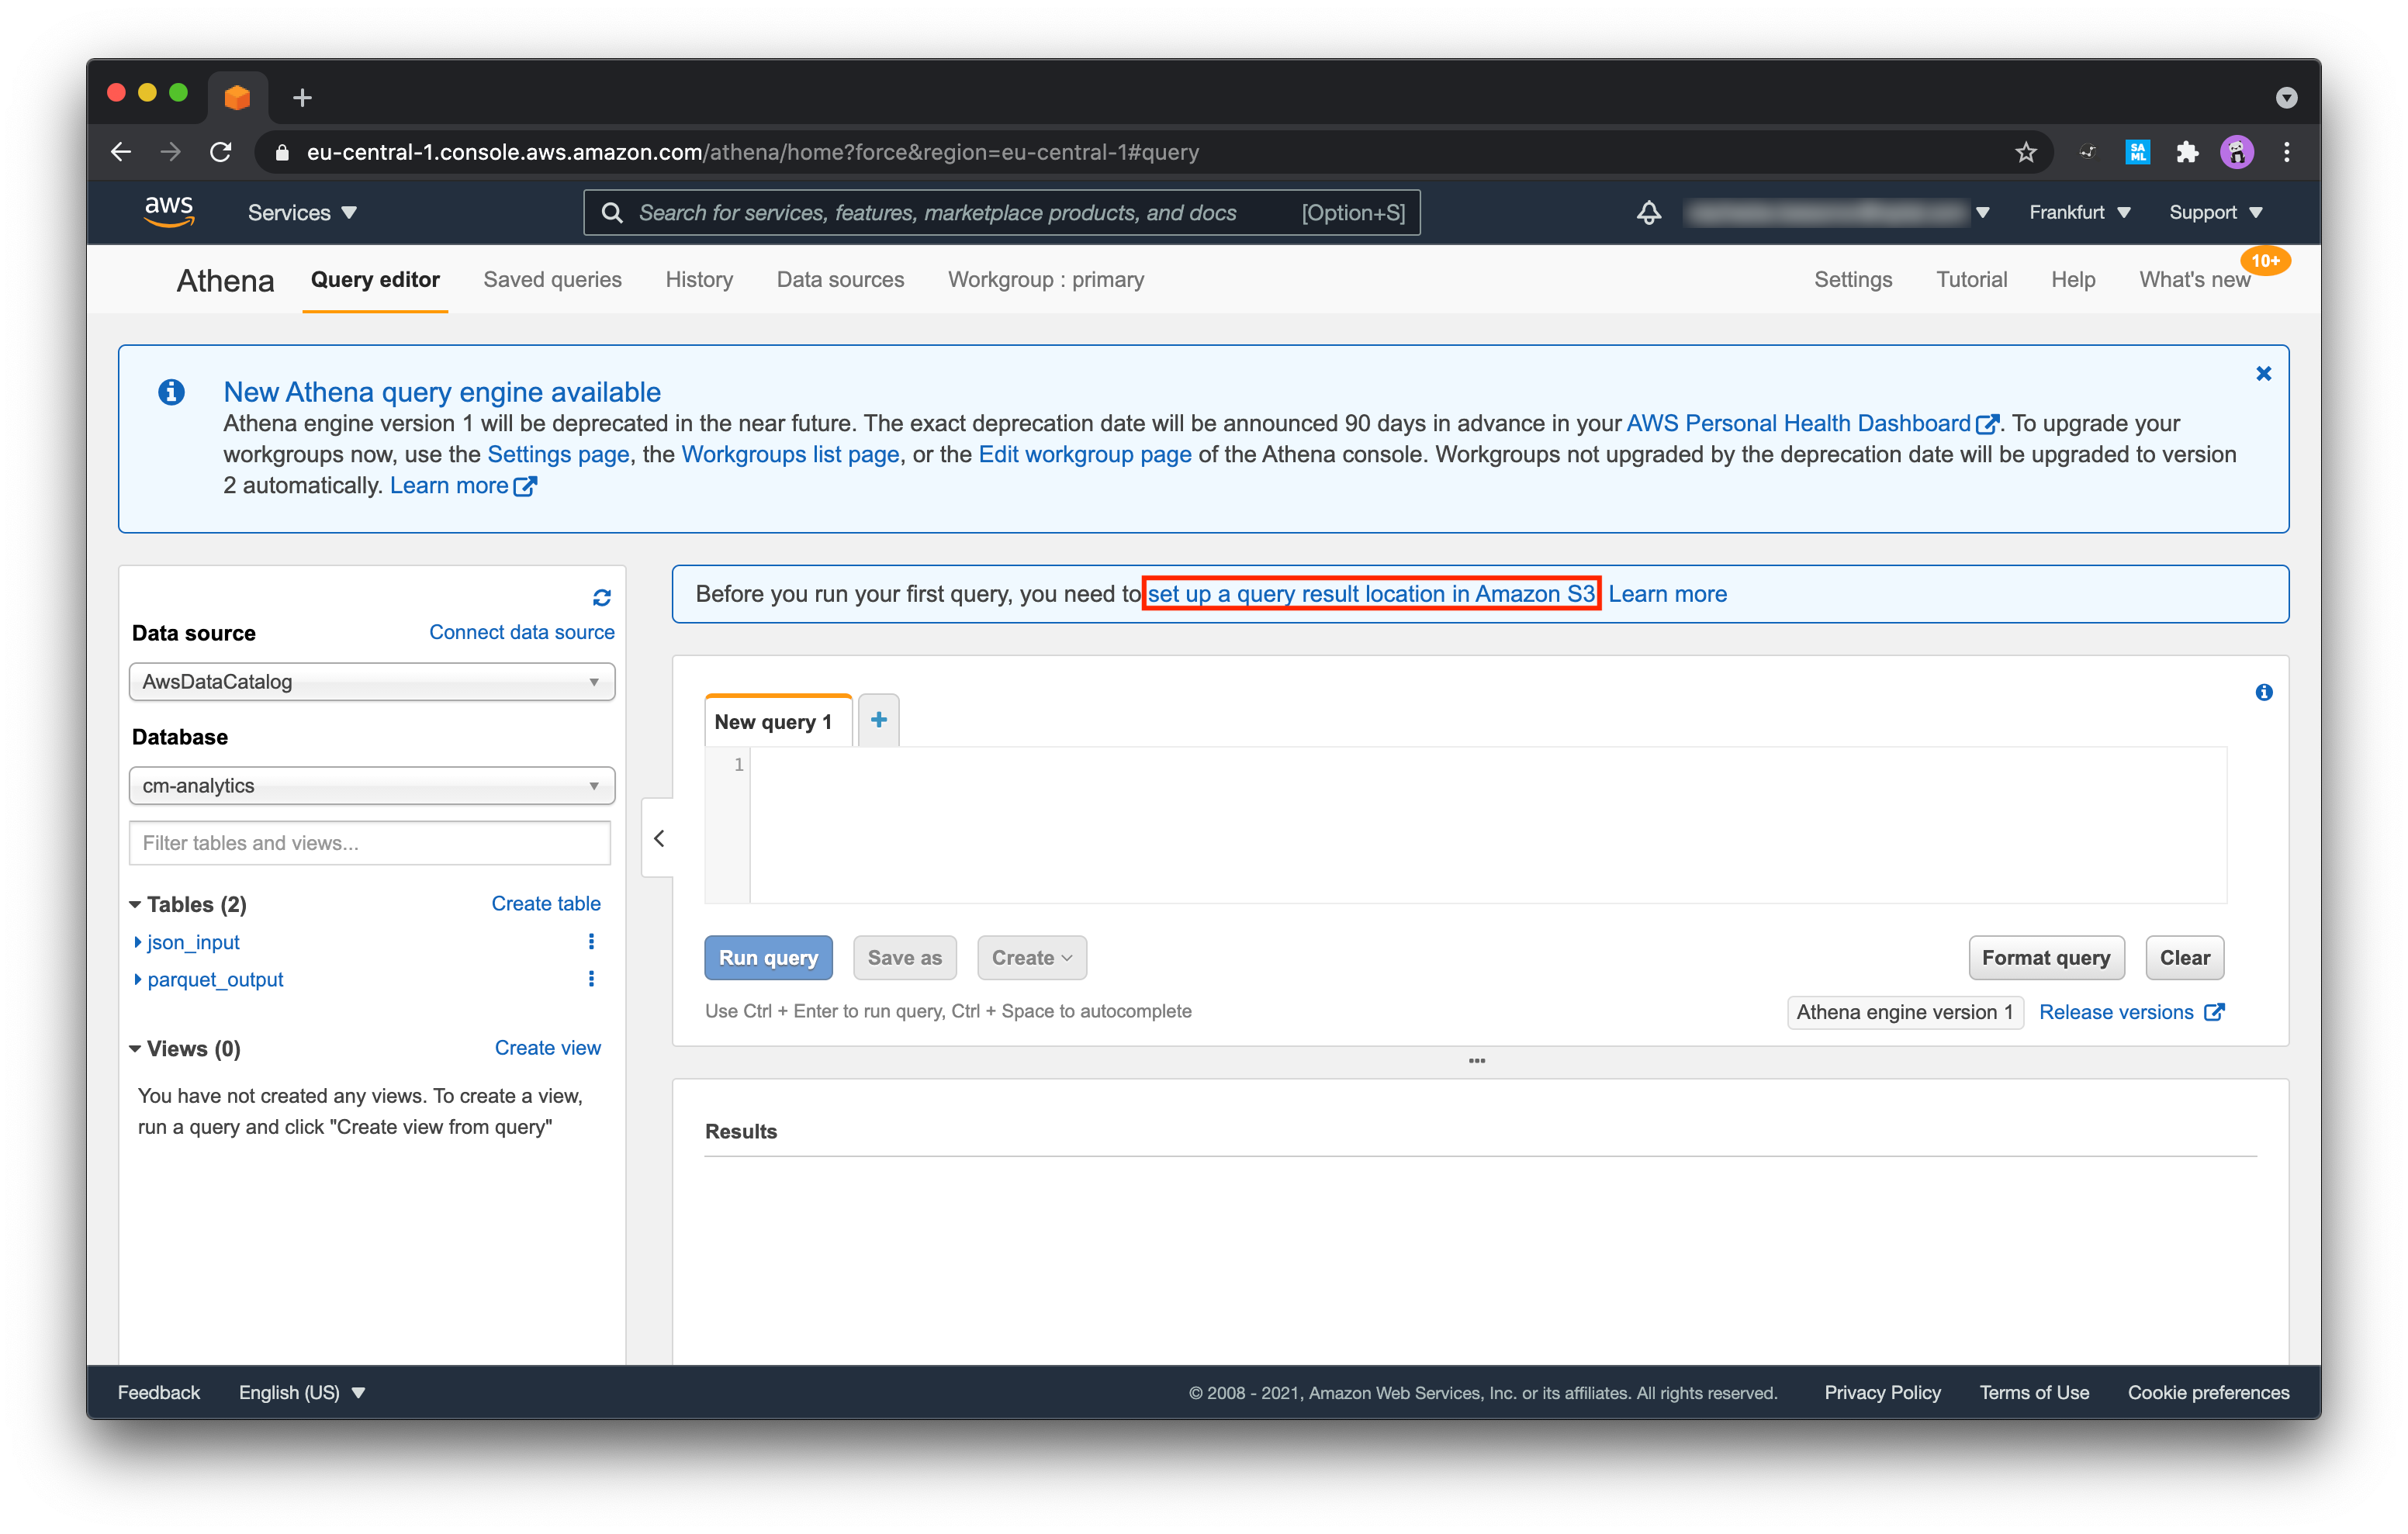 eu-central-1.console.aws.amazon.com/athena/home?force&region=eu-central-1#query
SA
ML
aws
Services
Search for services, features, marketplace products, and docs [Option+S]
Frankfurt
Support
Athena
Query editor
Saved queries
History
Data sources
Workgroup : primary
Settings
Tutorial
Help
What's new
10+
New Athena query engine available
Athena engine version 1 will be deprecated in the near future. The exact deprecation date will be announced 90 days in advance in your AWS Personal Health Dashboard. To upgrade your
workgroups now, use the Settings page, the Workgroups list page, or the Edit workgroup page of the Athena console. Workgroups not upgraded by the deprecation date will be upgraded to version
2 automatically. Learn more
Data source
Connect data source
AwsDataCatalog
Database
cm-analytics
Filter tables and views...
Tables (2)
Create table
json_input
parquet_output
Views (0)
Create view
You have not created any views. To create a view,
run a query and click "Create view from query"
Before you run your first query, you need to set up a query result location in Amazon S3 Learn more
New query 1
1
Run query
Save as
Create
Format query
Clear
Use Ctrl + Enter to run query, Ctrl + Space to autocomplete
Athena engine version 1
Release versions
Results
Feedback
English (US)
© 2008 - 2021, Amazon Web Services, Inc. or its affiliates. All rights reserved.
Privacy Policy
Terms of Use
Cookie preferences